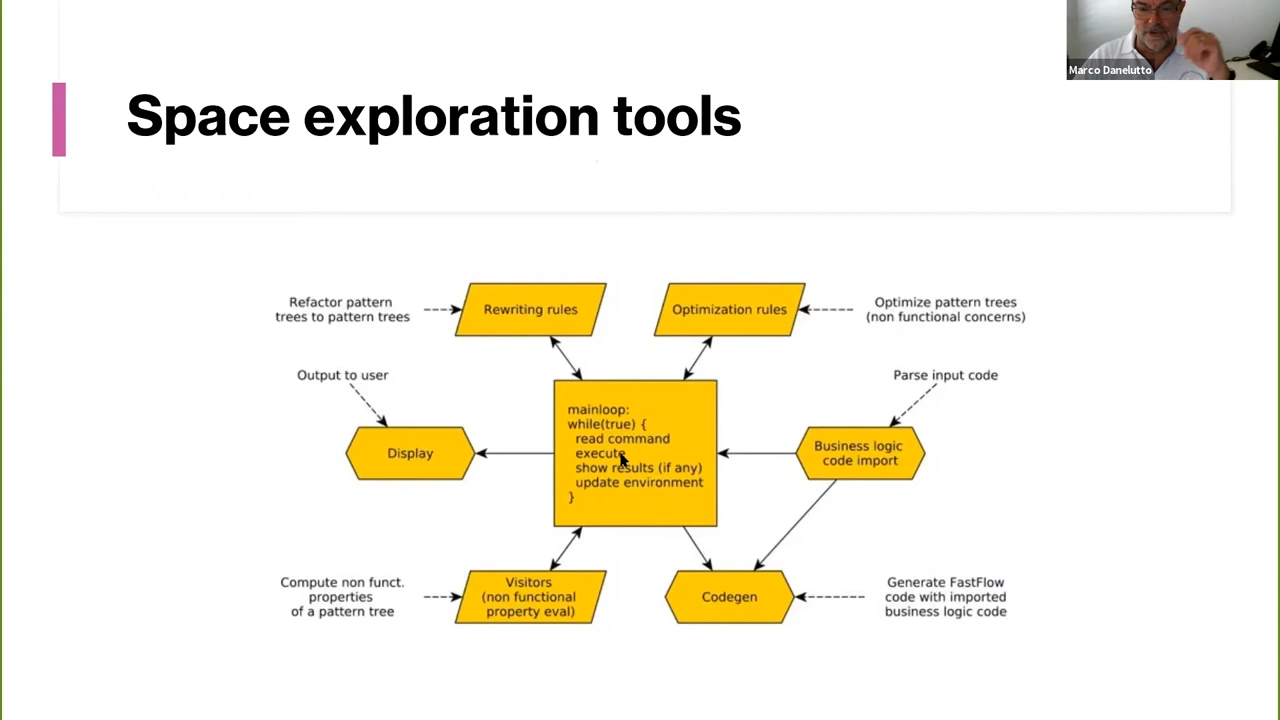 Marco Danelutto
Space exploration tools
Refactor pattern
trees to pattern trees
Rewriting rules
Optimization rules
Optimize pattern trees
(non functional concerns)
Output to user
Parse input code
mainloop:
while(true) {
read command
execute
show results (if any)
update environment
}
Display
Business logic
code import
Compute non funct.
properties
of a pattern tree
Visitors
(non functional
property eval)
Codegen
Generate FastFlow
code with imported
business logic code